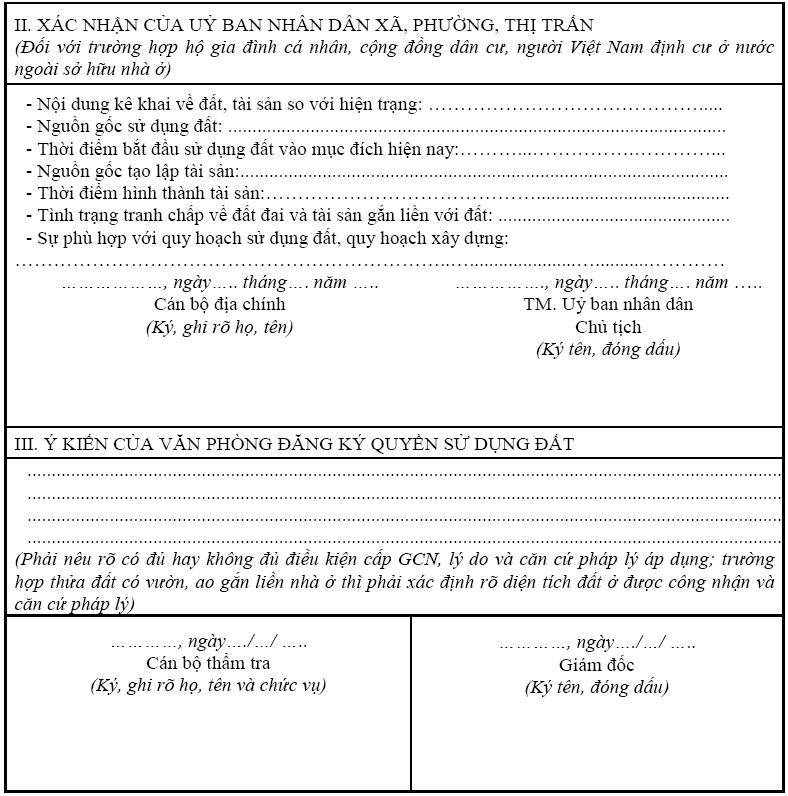 II. XÁC NHẬN CỦA UỶ BAN NHÂN DÂN XÃ, PHƯỜNG, THỊ TRẤN
(Đối với trường hợp hộ gia đình cá nhân, cộng đồng dân cư, người Việt Nam định cư ở nước
ngoài sở hữu nhà ở)
- Nội dung kê khai về đất, tài sản so với hiện trạng: ……………………………………....
- Nguồn gốc sử dụng đất: ......................................................................................................
- Thời điểm bắt đầu sử dụng đất vào mục đích hiện nay:……...……………………...
- Nguồn gốc tạo lập tài sản:....................................................................................................
- Thời điểm hình thành tài sản:……………………………………........................................
- Tình trạng tranh chấp về đất đai và tài sản gắn liền với đất: ................................................
- Sự phù hợp với quy hoạch sử dụng đất, quy hoạch xây dựng:
……………………………………………………………........................................…………
………………, ngày….. tháng…. năm …..
……………., ngày….. tháng…. năm …..
Cán bộ địa chính
TM. Uỷ ban nhân dân
(Ký, ghi rõ họ, tên)
Chủ tịch
(Ký tên, đóng dấu)
III. Ý KIẾN CỦA VĂN PHÒNG ĐĂNG KÝ QUYỀN SỬ DỤNG ĐẤT
................................................................................................................................
................................................................................................................................
................................................................................................................................
................................................................................................................................
(Phải nêu rõ có đủ hay không đủ điều kiện cấp GCN, lý do và căn cứ pháp lý áp dụng; trường
hợp thửa đất có vườn, ao gắn liền nhà ở thì phải xác định rõ diện tích đất ở được công nhận và
căn cứ pháp lý)
…………, ngày…./…/ …..
Cán bộ thẩm tra
(Ký, ghi rõ họ, tên và chức vụ)
…………, ngày…./…/ …..
Giám đốc
(Ký tên, đóng dấu)